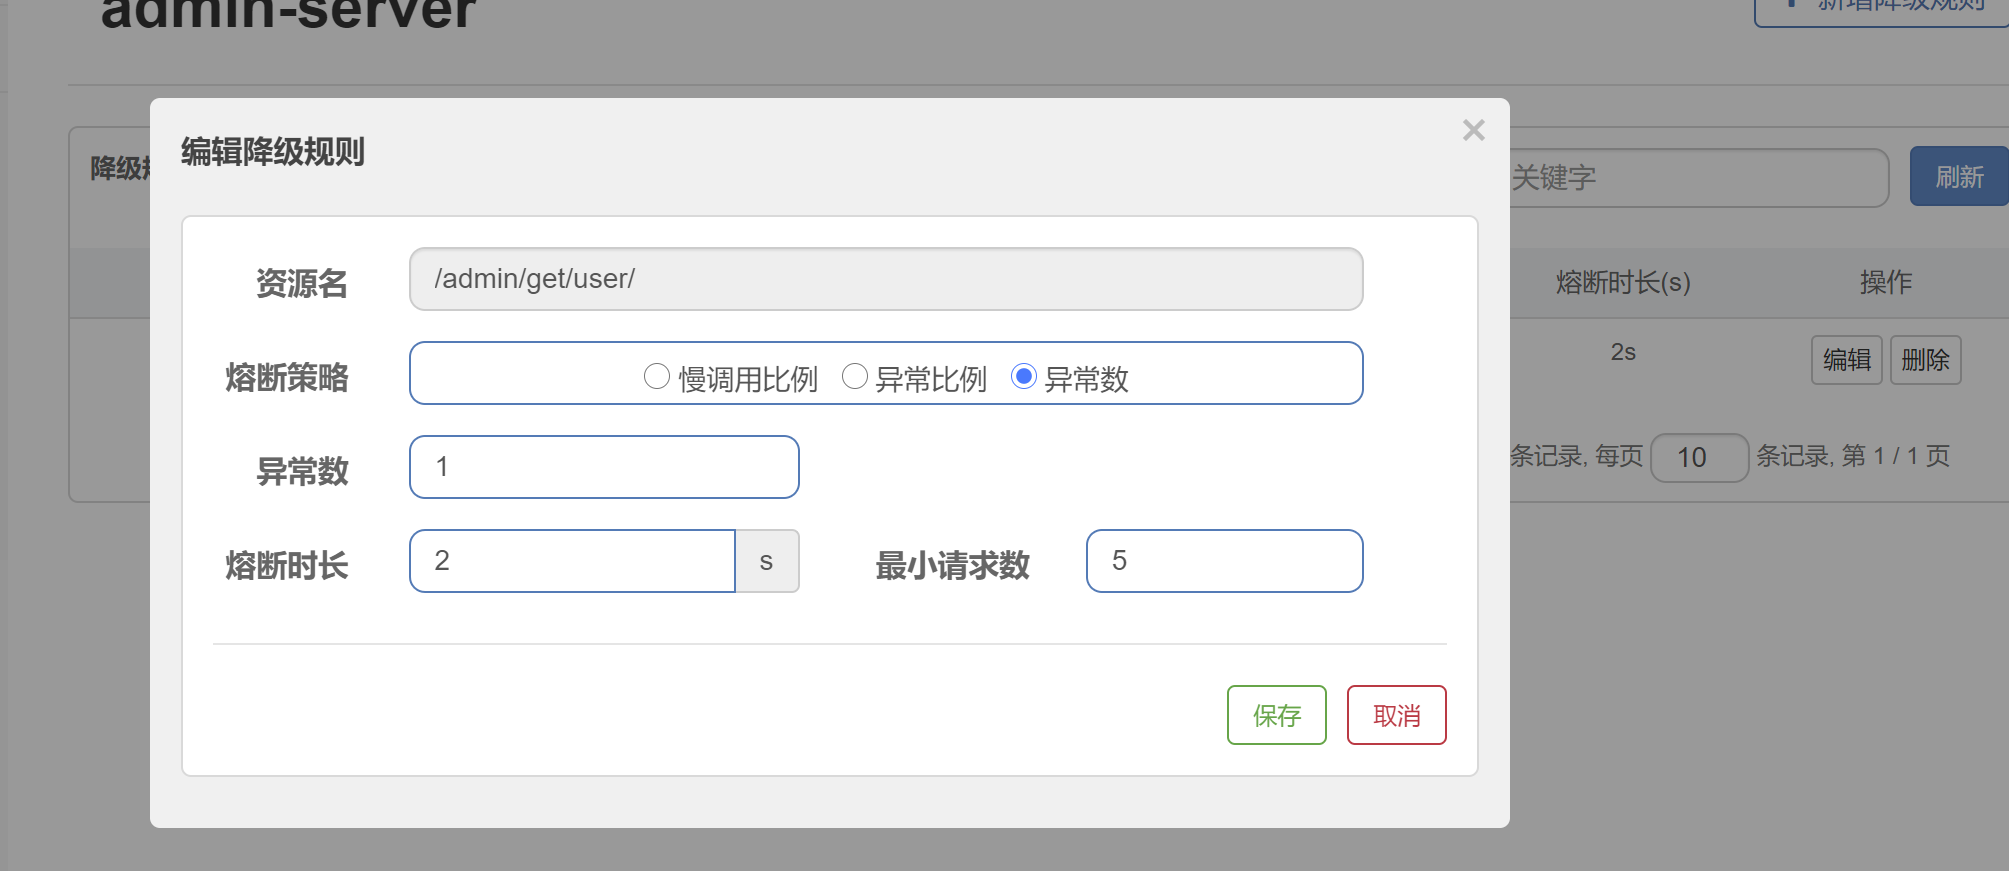 admin-server
新增降级规则
编辑降级规则
×
降级规
关键字
刷新
资源名 /admin/get/user/
熔断时长(s) 操作
熔断策略 慢调用比例 异常比例 异常数
2s 编辑 删除
异常数 1
条记录, 每页 10 条记录, 第 1 / 1 页
熔断时长 2 s 最小请求数 5
保存 取消